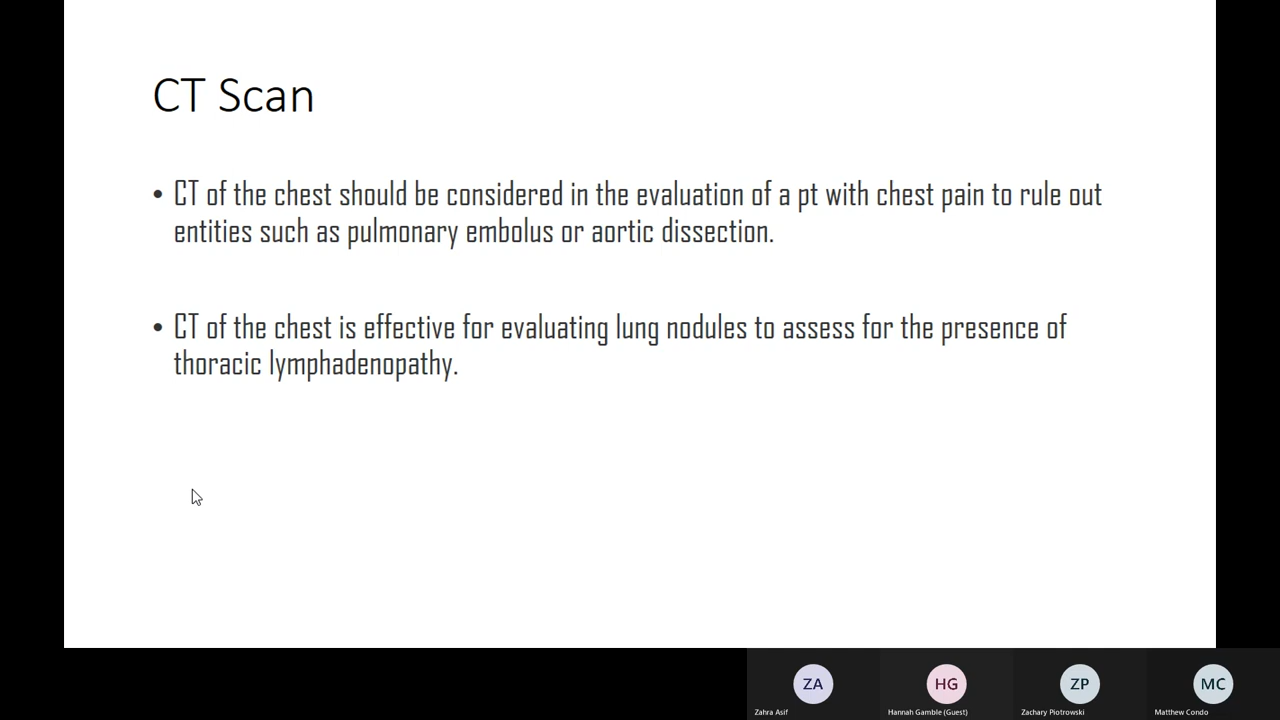 CT Scan
• CT of the chest should be considered in the evaluation of a pt with chest pain to rule out
entities such as pulmonary embolus or aortic dissection.
• CT of the chest is effective for evaluating lung nodules to assess for the presence of
thoracic lymphadenopathy.
ZA
HG
ZP
MC
Zahra Asif
Hannah Gamble (Guest)
Zachary Piotrowski
Matthew Condo